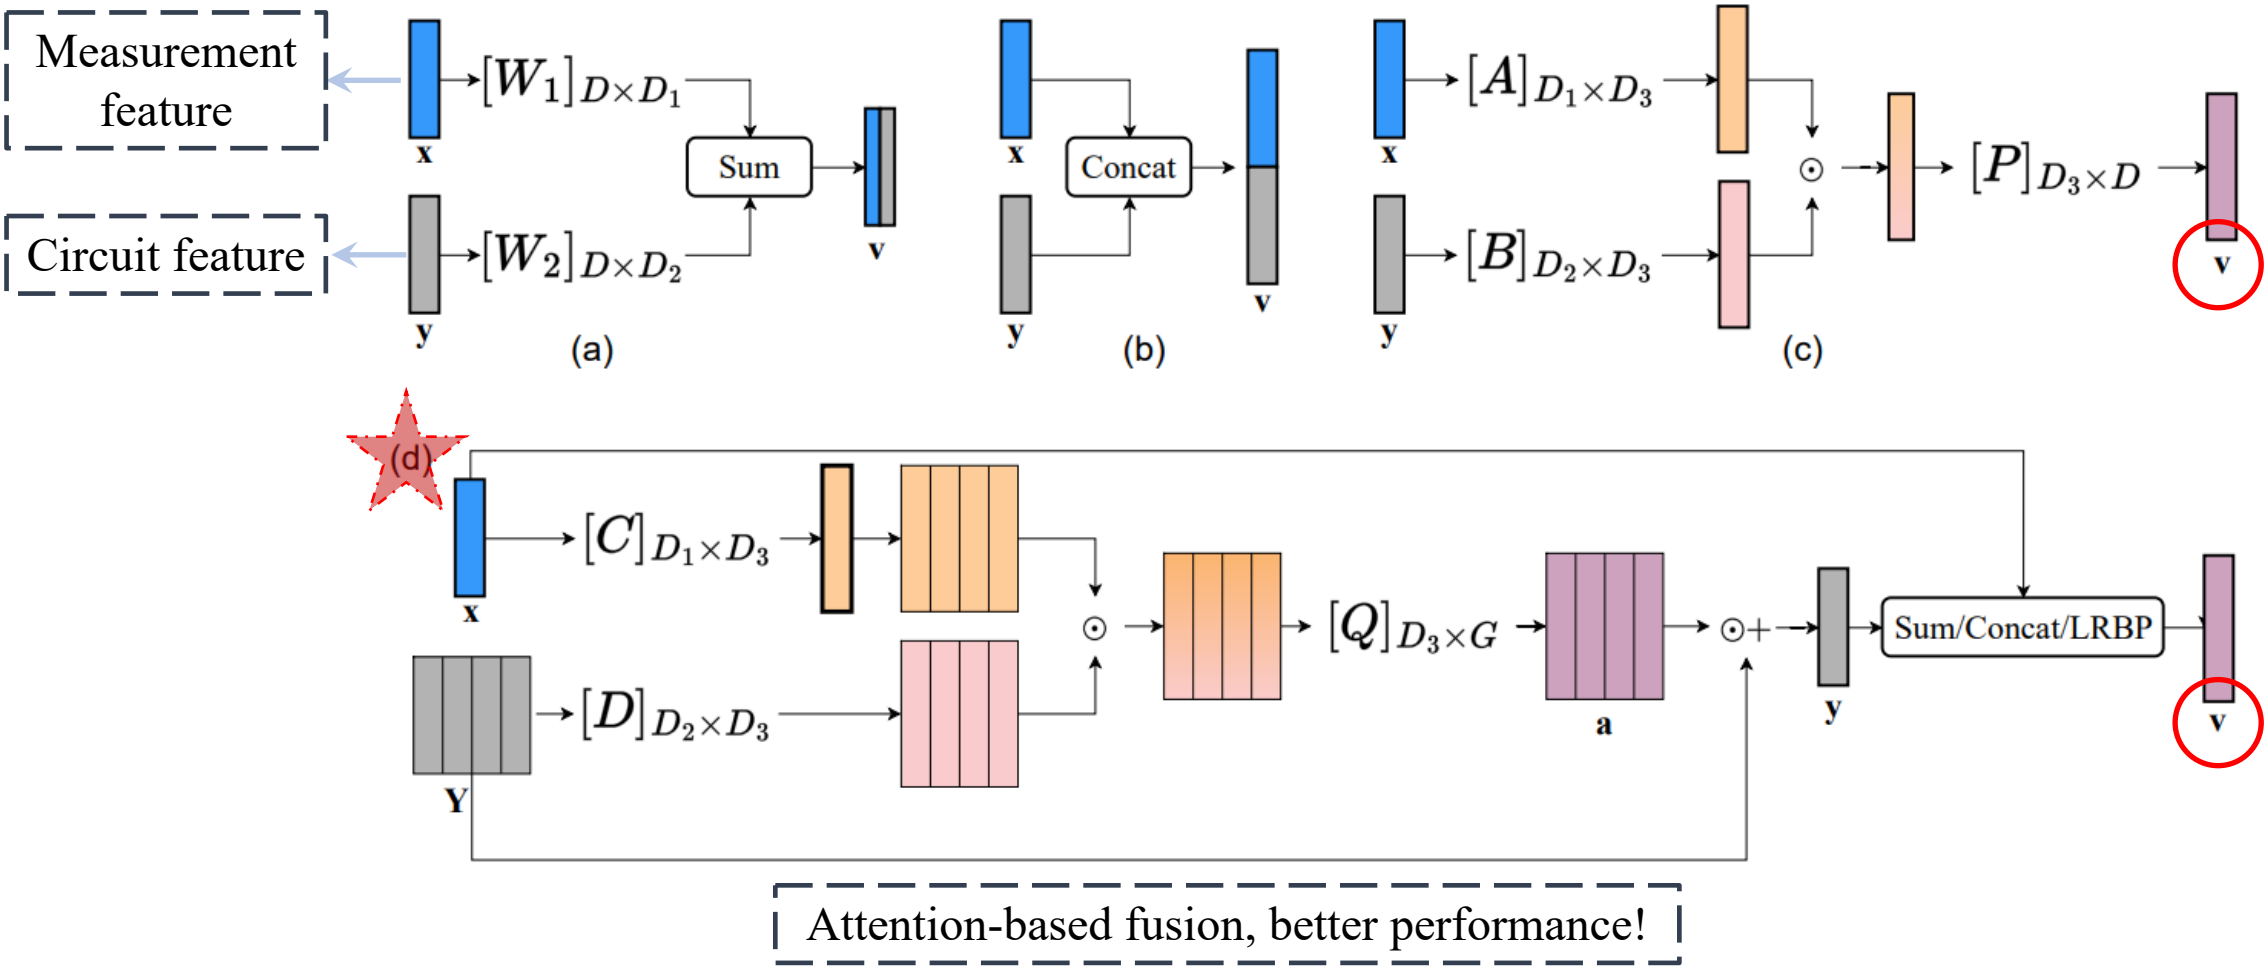 Measurement
feature
Circuit feature
x
[W₁]D×D₁
y
[W₂]D×D₂
Sum
v
(a)
x
y
Concat
v
(b)
x
[A]D₁×D₃
y
[B]D₂×D₃
⊙
[P]D₃×D
v
(c)
(d)
x
[C]D₁×D₃
Y
[D]D₂×D₃
⊙
[Q]D₃×G
a
⊙+
y
Sum/Concat/LRBP
v
Attention-based fusion, better performance!